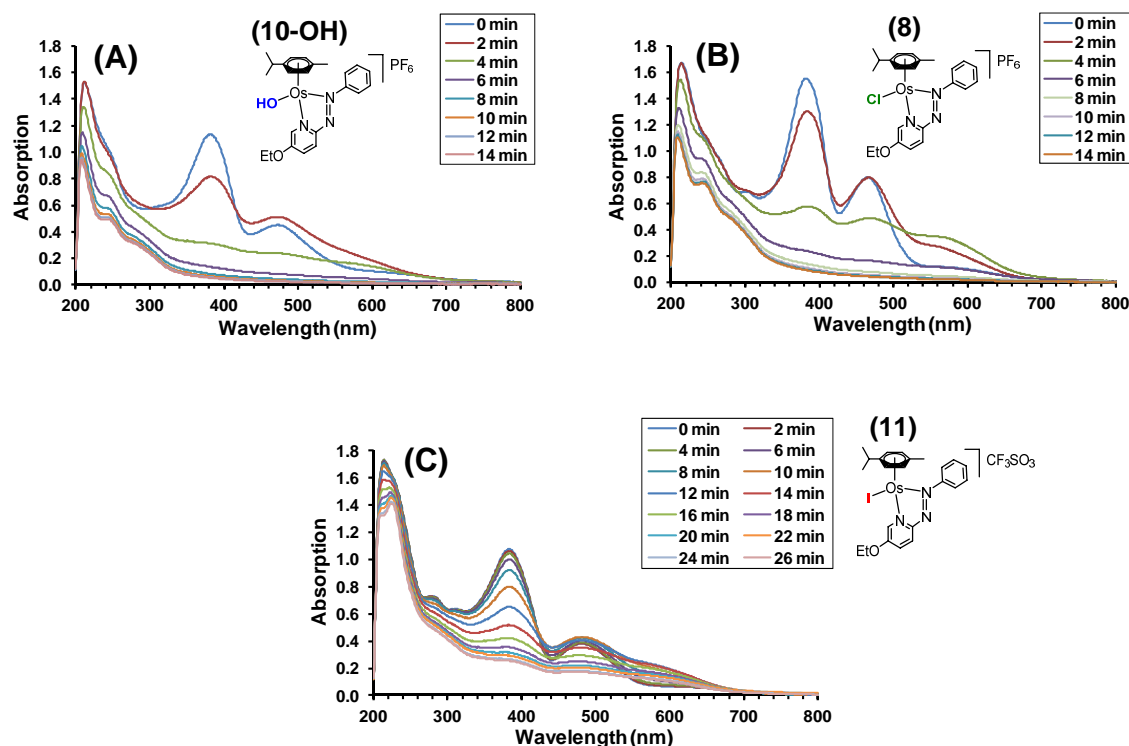 (A)
(10-OH)
PF6
Os
HO
N
N
N
EtO
0 min
2 min
4 min
6 min
8 min
10 min
12 min
14 min
Absorption
1.8
1.6
1.4
1.2
1.0
0.8
0.6
0.4
0.2
0.0
200 300 400 500 600 700 800
Wavelength (nm)
(B)
(8)
PF6
Os
Cl
N
N
N
EtO
0 min
2 min
4 min
6 min
8 min
10 min
12 min
14 min
Absorption
1.8
1.6
1.4
1.2
1.0
0.8
0.6
0.4
0.2
0.0
200 300 400 500 600 700 800
Wavelength (nm)
(C)
0 min 2 min
4 min 6 min
8 min 10 min
12 min 14 min
16 min 18 min
20 min 22 min
24 min 26 min
(11)
CF3SO3
Os
I
N
N
N
EtO
Absorption
1.8
1.6
1.4
1.2
1.0
0.8
0.6
0.4
0.2
0.0
200 300 400 500 600 700 800
Wavelength (nm)